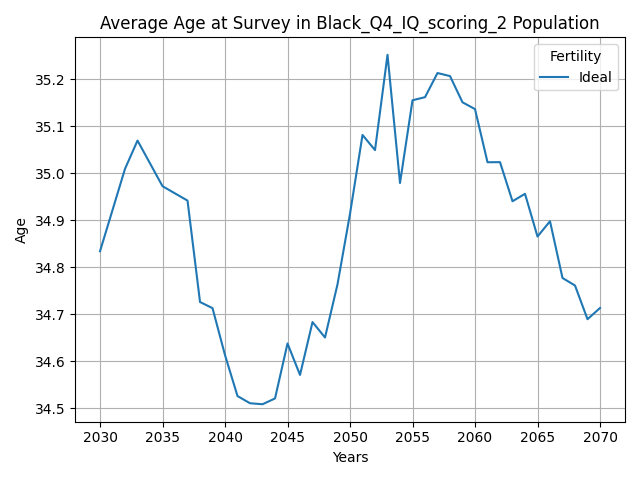 Average Age at Survey in Black_Q4_IQ_scoring_2 Population
Fertility
Ideal
35.2
35.1
35.0
34.9
34.8
34.7
34.6
34.5
Age
2030 2035 2040 2045 2050 2055 2060 2065 2070
Years